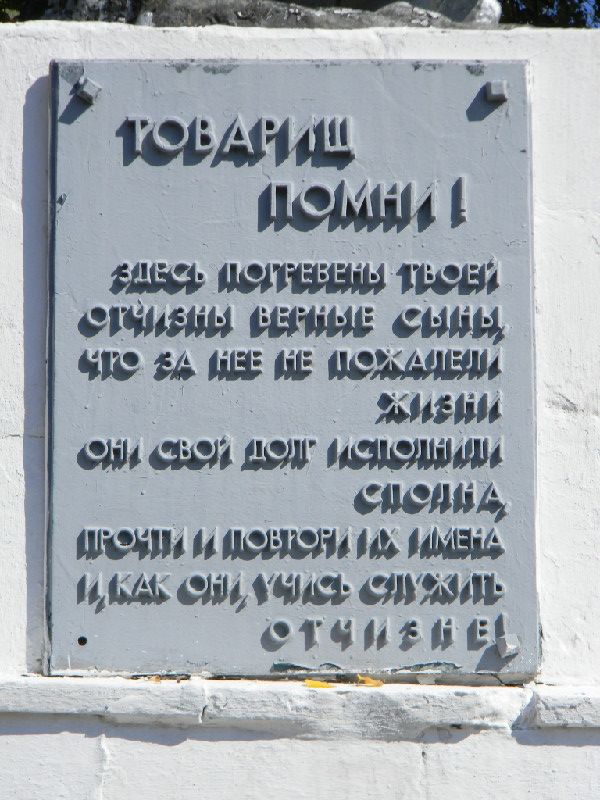 ТОВАРИЩ
ПОМНИ!
ЗДЕСЬ ПОГРЕБЕНЫ ТВОЕЙ
ОТЧИЗНЫ ВЕРНЫЕ СЫНЫ,
ЧТО ЗА НЕЕ НЕ ПОЖАЛЕЛИ
ЖИЗНИ
ОНИ СВОЙ ДОЛГ ИСПОЛНИЛИ
СПОЛНА,
ПРОЧТИ И ПОВТОРИ ИХ ИМЕНА
И, КАК ОНИ, УЧИСЬ СЛУЖИТЬ
ОТЧИЗНЕ!